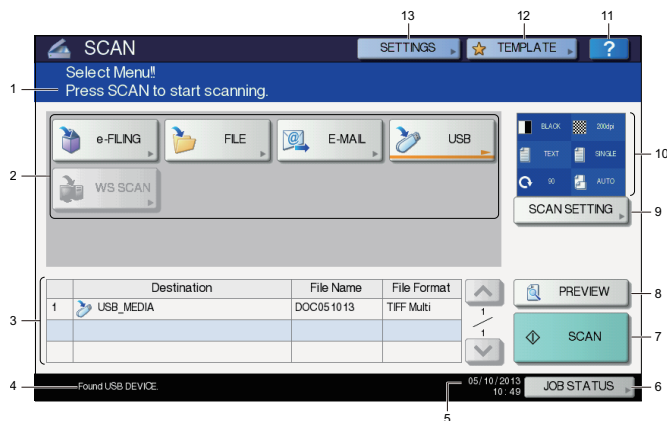 13
12
11
SCAN
SETTINGS
TEMPLATE
?
Select Menu!!
1
Press SCAN to start scanning.
BLACK
200dpi
e-FILING
FILE
E-MAIL
USB
TEXT
SINGLE
10
2
WS SCAN
90
AUTO
SCAN SETTING
9
Destination
File Name
File Format
PREVIEW
8
1
USB_MEDIA
DOC051013
TIFF Multi
1
3
1
SCAN
7
4
Found USB DEVICE.
05/10/2013
10:49
JOB STATUS
6
5